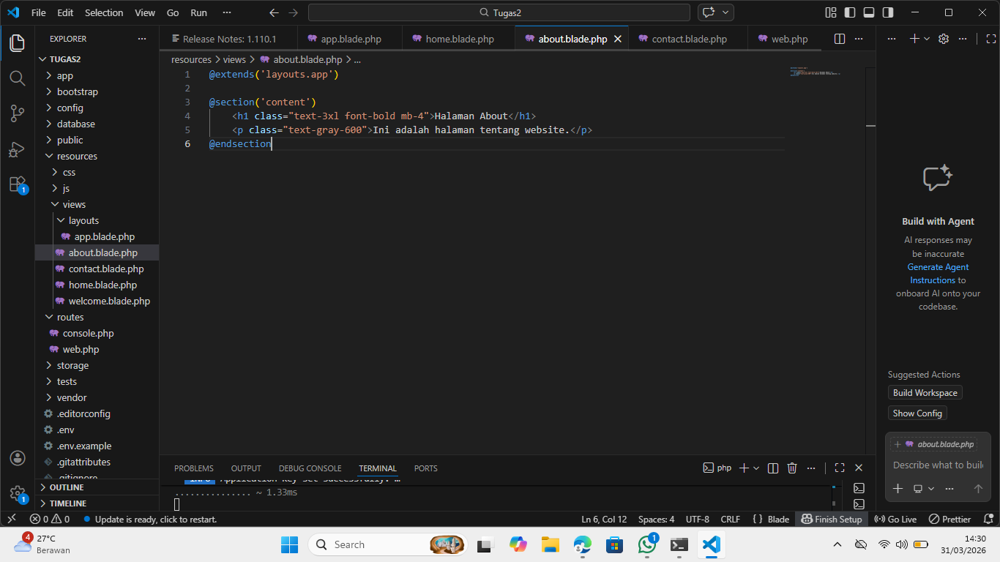 File Edit Selection View Go Run ··· Tugas2
EXPLORER ···
TUGAS2
app
bootstrap
config
database
public
resources
css
js
views
layouts
app.blade.php
about.blade.php
contact.blade.php
home.blade.php
welcome.blade.php
routes
console.php
web.php
storage
tests
vendor
.editorconfig
.env
.env.example
.gitattributes
.gitignore
OUTLINE
TIMELINE
1
1
Release Notes: 1.110.1 app.blade.php home.blade.php about.blade.php contact.blade.php web.php ···
resources > views > about.blade.php > ...
1 @extends('layouts.app')
2
3 @section('content')
4 <h1 class="text-3xl font-bold mb-4">Halaman About</h1>
5 <p class="text-gray-600">Ini adalah halaman tentang website.</p>
6 @endsection
PROBLEMS OUTPUT DEBUG CONSOLE TERMINAL PORTS php ···
INFO Application key set successfully.
............... ~ 1.33ms
Build with Agent
AI responses may
be inaccurate
Generate Agent
Instructions to
onboard AI onto your
codebase.
Suggested Actions
Build Workspace
Show Config
about.blade.php
Describe what to buil
0 0 Update is ready, click to restart. Ln 6, Col 12 Spaces: 4 UTF-8 CRLF { } Blade Finish Setup Go Live Prettier
4
27°C
Berawan
Search
1
14:30
31/03/2026